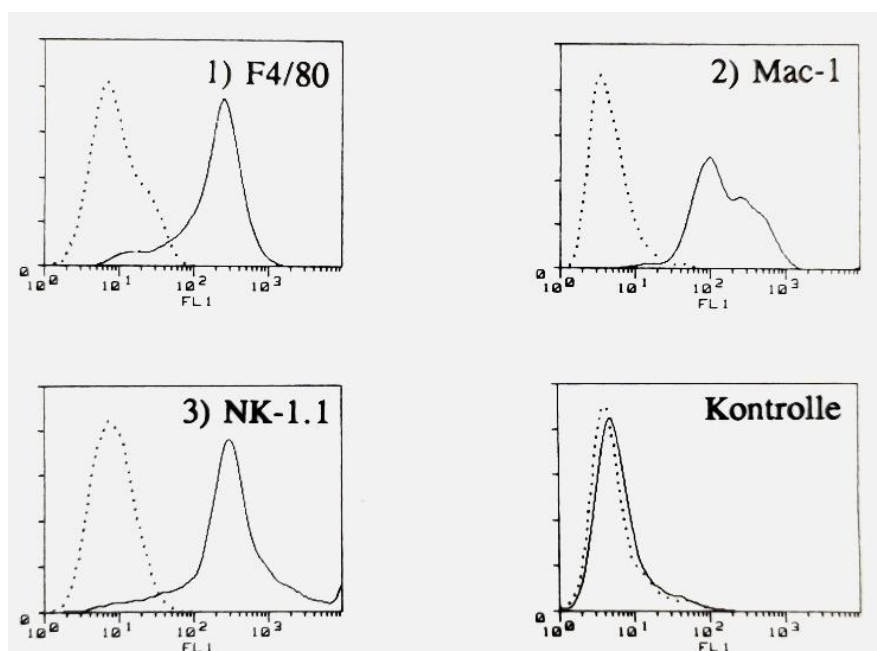 1) F4/80
0
10⁰ 10¹ 10² 10³
FL1
2) Mac-1
0
10⁰ 10¹ 10² 10³
FL1
3) NK-1.1
0
10⁰ 10¹ 10² 10³
FL1
Kontrolle
0
10⁰ 10¹ 10² 10³
FL1